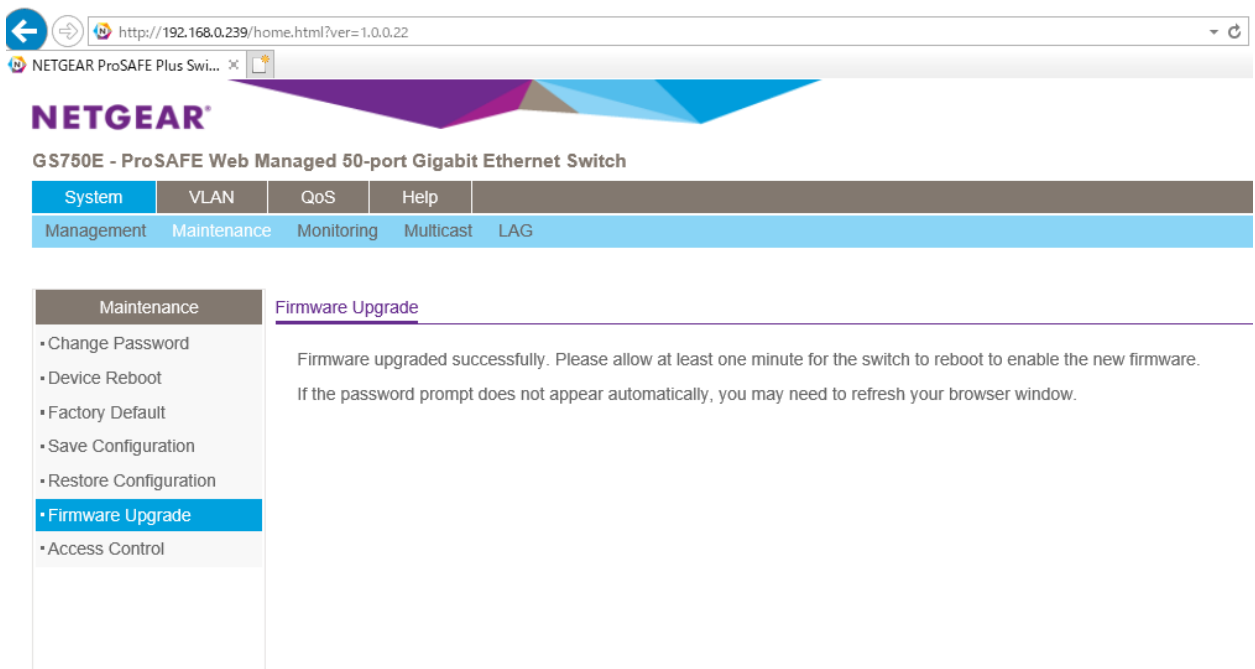 http://192.168.0.239/home.html?ver=1.0.0.22
NETGEAR ProSAFE Plus Swi...
NETGEAR®
GS750E - ProSAFE Web Managed 50-port Gigabit Ethernet Switch
System VLAN QoS Help
Management Maintenance Monitoring Multicast LAG
Maintenance
Change Password
Device Reboot
Factory Default
Save Configuration
Restore Configuration
Firmware Upgrade
Access Control
Firmware Upgrade
Firmware upgraded successfully. Please allow at least one minute for the switch to reboot to enable the new firmware.
If the password prompt does not appear automatically, you may need to refresh your browser window.